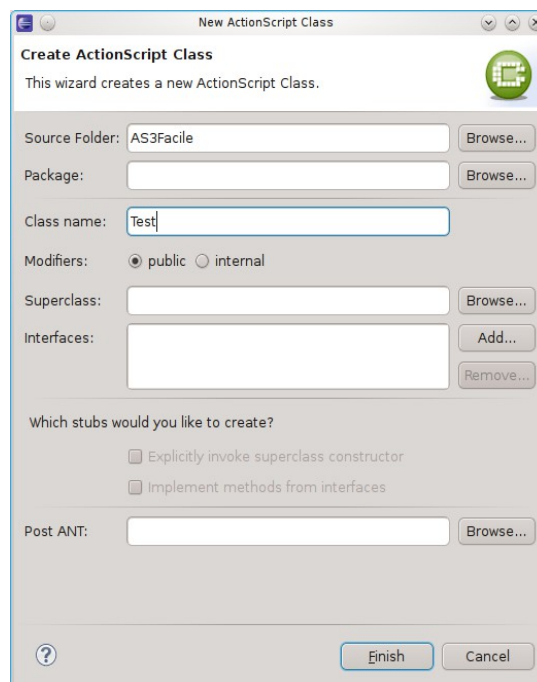 New ActionScript Class
Create ActionScript Class
This wizard creates a new ActionScript Class.
Source Folder: AS3Facile Browse...
Package: Browse...
Class name: Test
Modifiers: public internal
Superclass: Browse...
Interfaces: Add...
Remove...
Which stubs would you like to create?
Explicitly invoke superclass constructor
Implement methods from interfaces
Post ANT: Browse...
? Finish Cancel